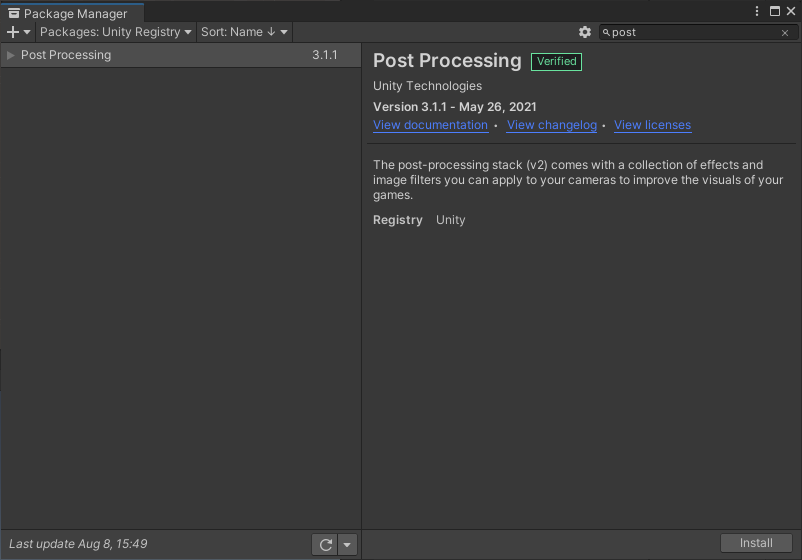 Package Manager
Packages: Unity Registry
Sort: Name ↓
post
Post Processing 3.1.1
Post Processing Verified
Unity Technologies
Version 3.1.1 - May 26, 2021
View documentation • View changelog • View licenses
The post-processing stack (v2) comes with a collection of effects and
image filters you can apply to your cameras to improve the visuals of your
games.
Registry Unity
Last update Aug 8, 15:49
Install